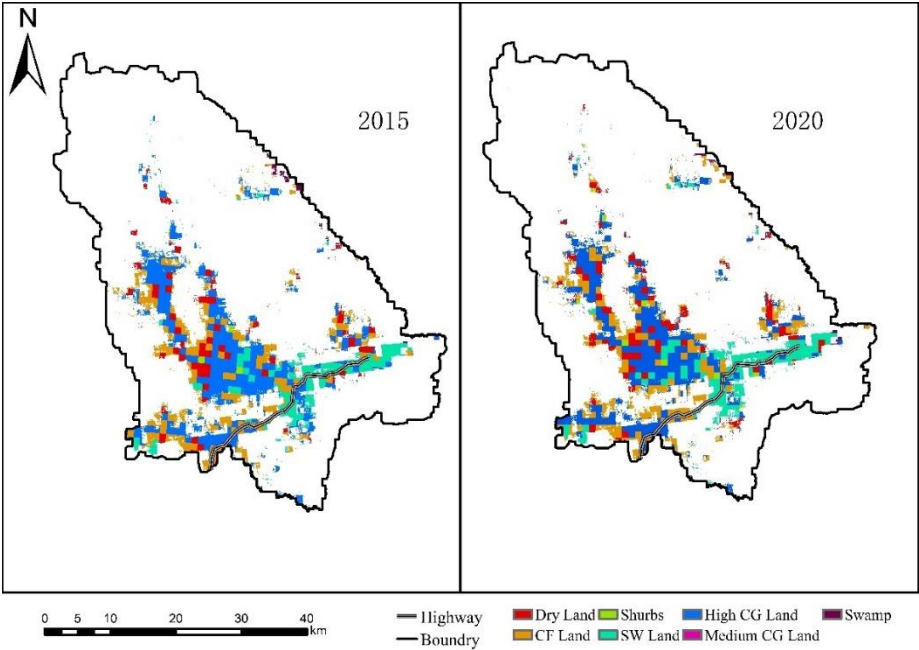 N
2015
2020
0 5 10 20 30 40
km
Highway
Boundry
Dry Land
Shurbs
High CG Land
Swamp
CF Land
SW Land
Medium CG Land